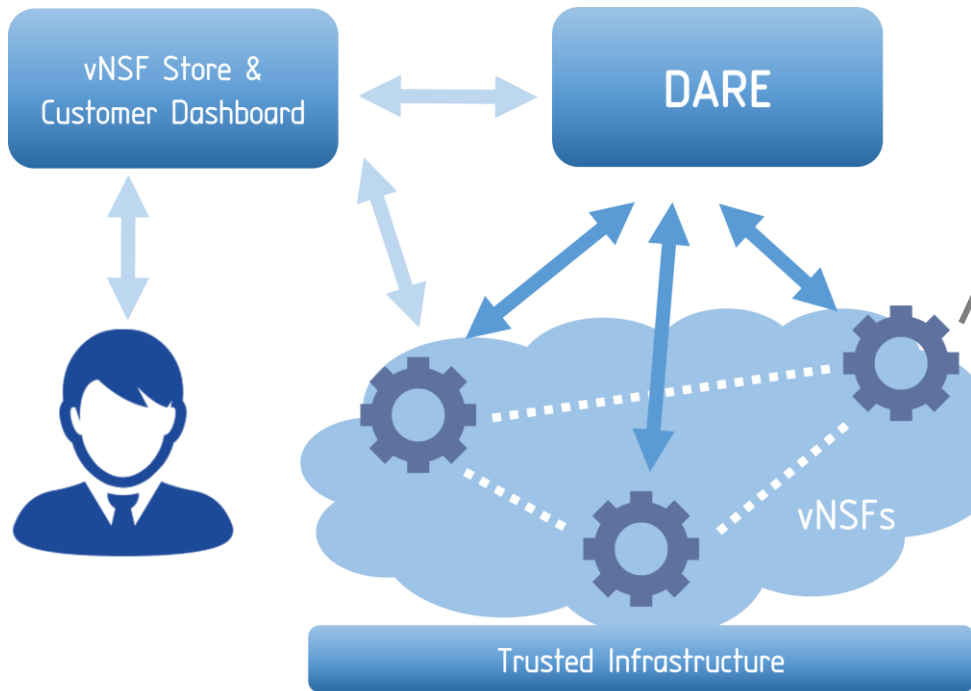 vNSF Store &
Customer Dashboard
DARE
vNSFs
Trusted Infrastructure